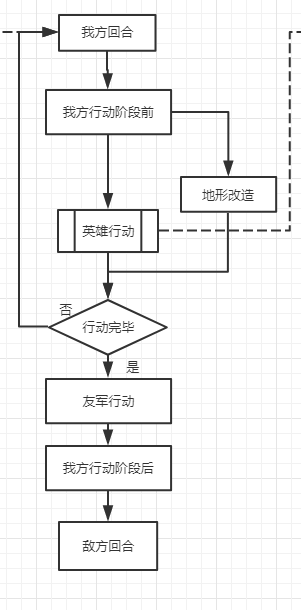 我方回合
我方行动阶段前
地形改造
英雄行动
否
行动完毕
是
友军行动
我方行动阶段后
敌方回合